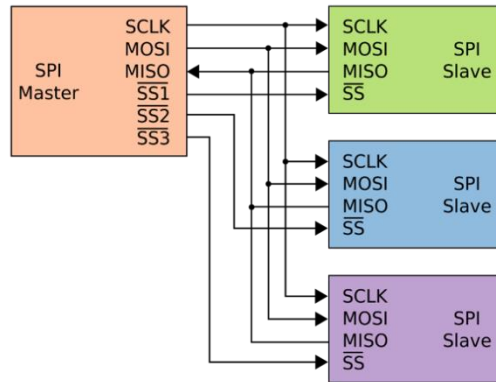 SPI
Master
SCLK
MOSI
MISO
SS1
SS2
SS3
SCLK
MOSI
MISO
SS
SPI
Slave
SCLK
MOSI
MISO
SS
SPI
Slave
SCLK
MOSI
MISO
SS
SPI
Slave